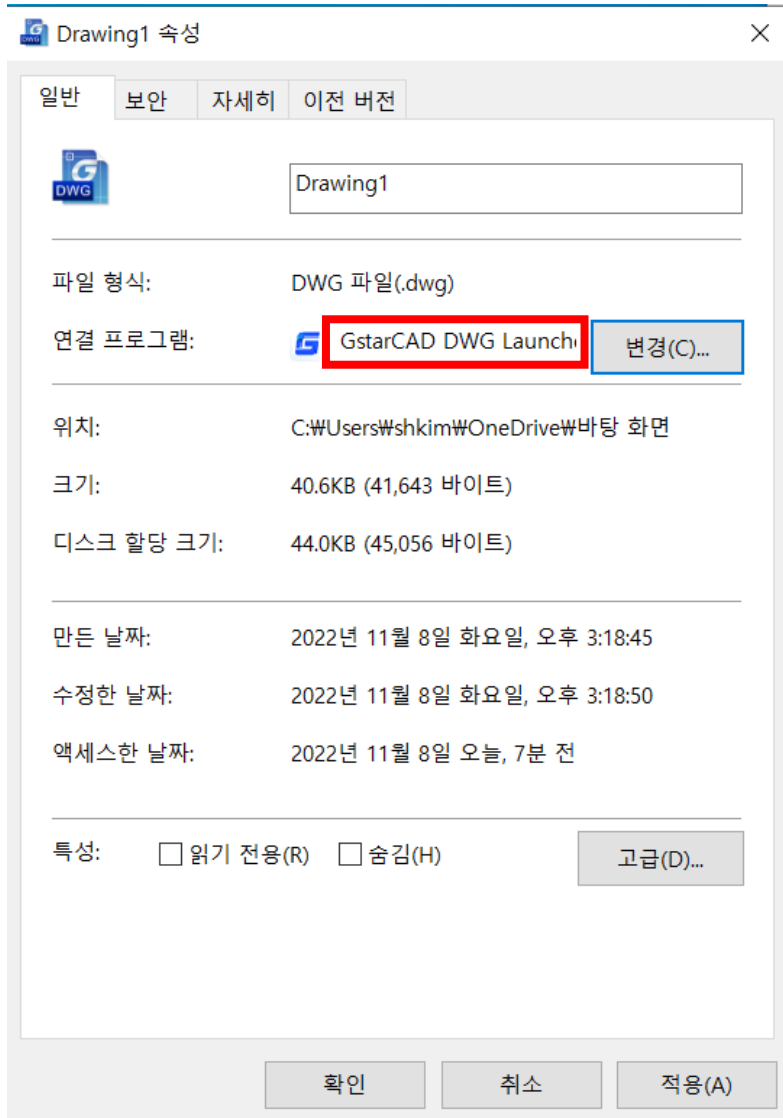 Drawing1 속성
일반 보안 자세히 이전 버전
G DWG
Drawing1
파일 형식: DWG 파일(.dwg)
연결 프로그램: GstarCAD DWG Launch 변경(C)...
위치: C:₩Users₩shkim₩OneDrive₩바탕 화면
크기: 40.6KB (41,643 바이트)
디스크 할당 크기: 44.0KB (45,056 바이트)
만든 날짜: 2022년 11월 8일 화요일, 오후 3:18:45
수정한 날짜: 2022년 11월 8일 화요일, 오후 3:18:50
액세스한 날짜: 2022년 11월 8일 오늘, 7분 전
특성: 읽기 전용(R) 숨김(H) 고급(D)...
확인 취소 적용(A)